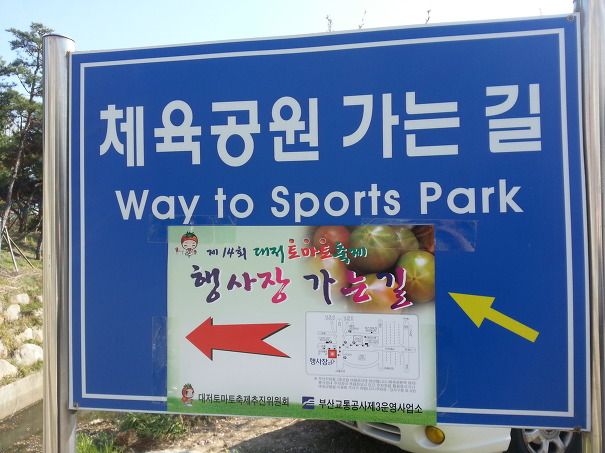 체육공원 가는 길
Way to Sports Park
제 14회 대저토마토축제
행사장 가는길
행사장
대저토마토축제추진위원회
부산교통공사제3운영사업소